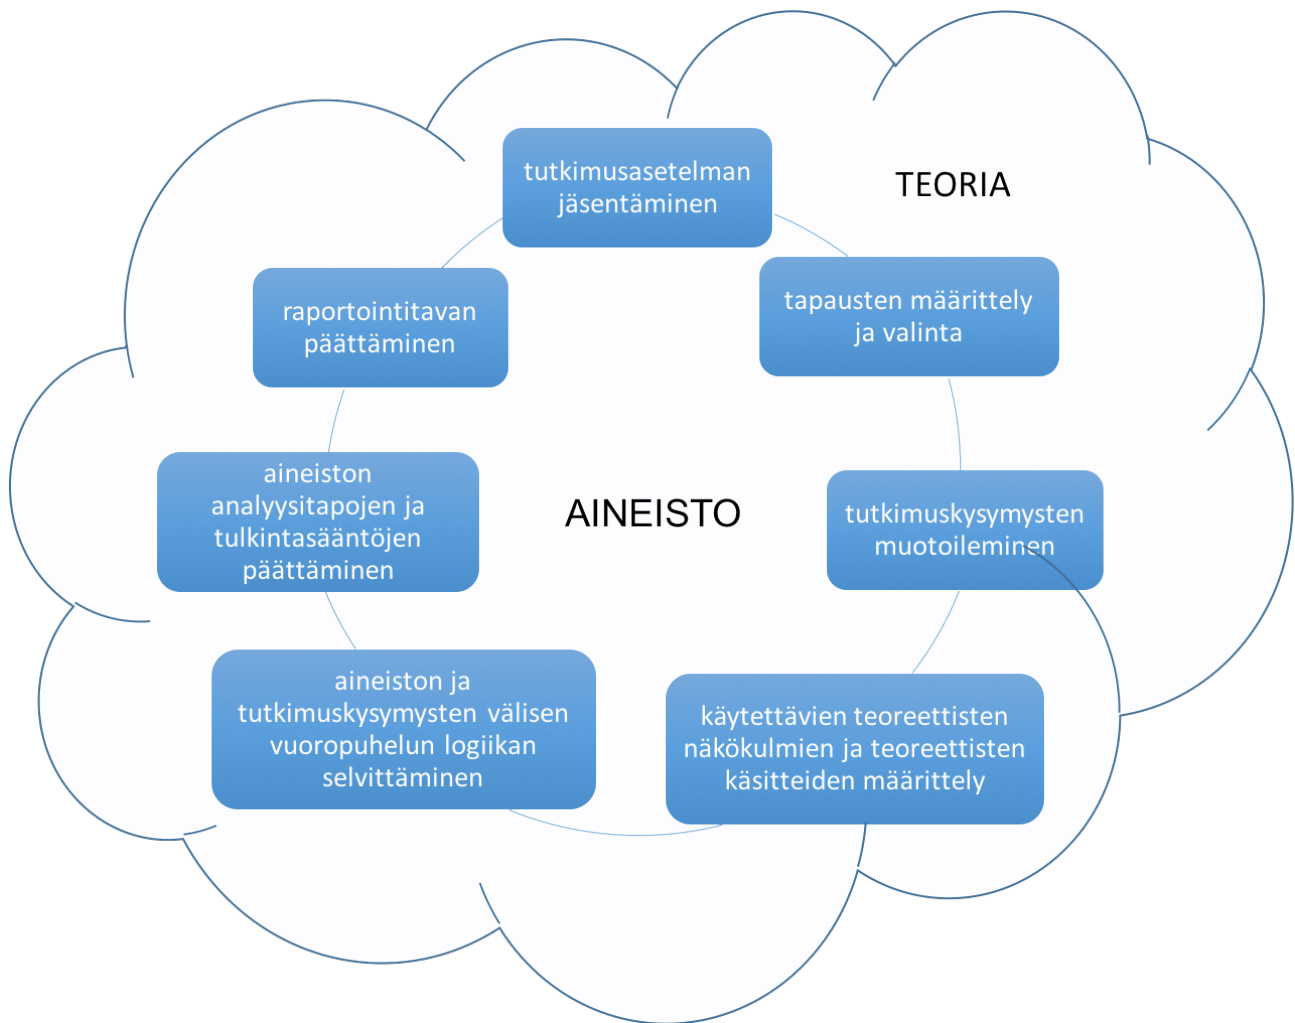 tutkimusasetelman
jäsentäminen
TEORIA
tapausten määrittely
ja valinta
raportointitavan
päättäminen
AINEISTO
tutkimuskysymysten
muotoileminen
aineiston
analyysitapojen ja
tulkintasääntöjen
päättäminen
käytettävien teoreettisten
näkökulmien ja teoreettisten
käsitteiden määrittely
aineiston ja
tutkimuskysymysten välisen
vuoropuhelun logiikan
selvittäminen